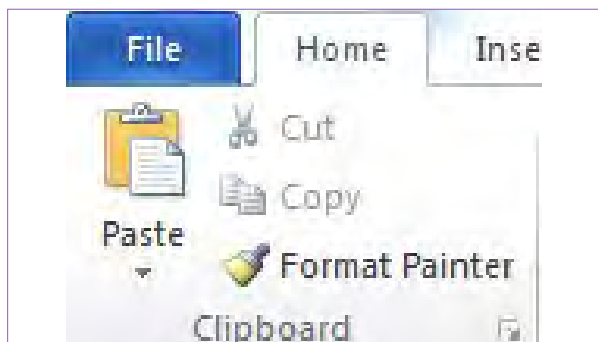 File Home Inse
Cut
Copy
Paste
Format Painter
Clipboard